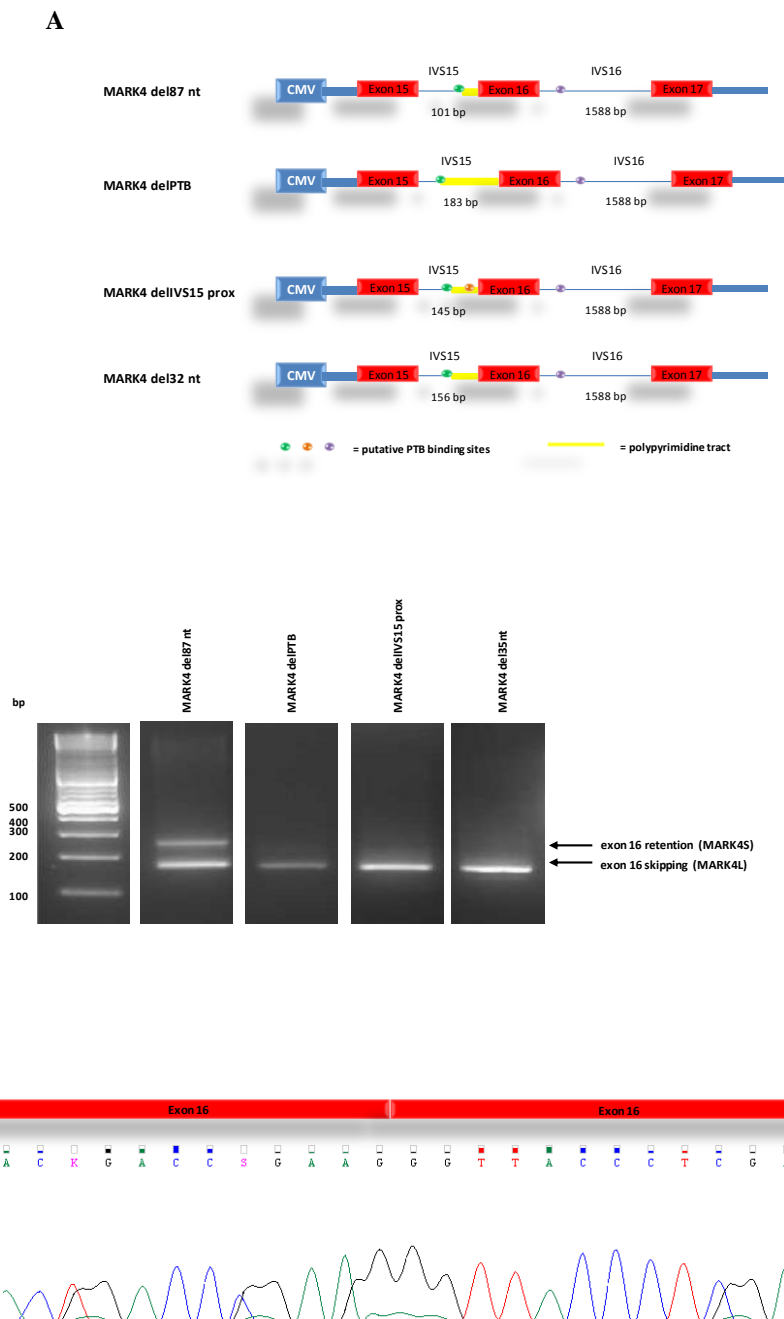 A
IVS15 IVS16
MARK4 del87 nt CMV Exon 15 Exon 16 Exon 17
101 bp 1588 bp
IVS15 IVS16
MARK4 delPTB CMV Exon 15 Exon 16 Exon 17
183 bp 1588 bp
IVS15 IVS16
MARK4 delIVS15 prox CMV Exon 15 Exon 16 Exon 17
145 bp 1588 bp
IVS15 IVS16
MARK4 del32 nt CMV Exon 15 Exon 16 Exon 17
156 bp 1588 bp
= putative PTB binding sites = polypyrimidine tract
MARK4 del87 nt
MARK4 delPTB
MARK4 delIVS15 prox
MARK4 del35nt
bp
500
400
300
200
100
exon 16 retention (MARK4S)
exon 16 skipping (MARK4L)
Exon 16 Exon 16
A C K G A C C S G A A G G G T T A C C C T C G